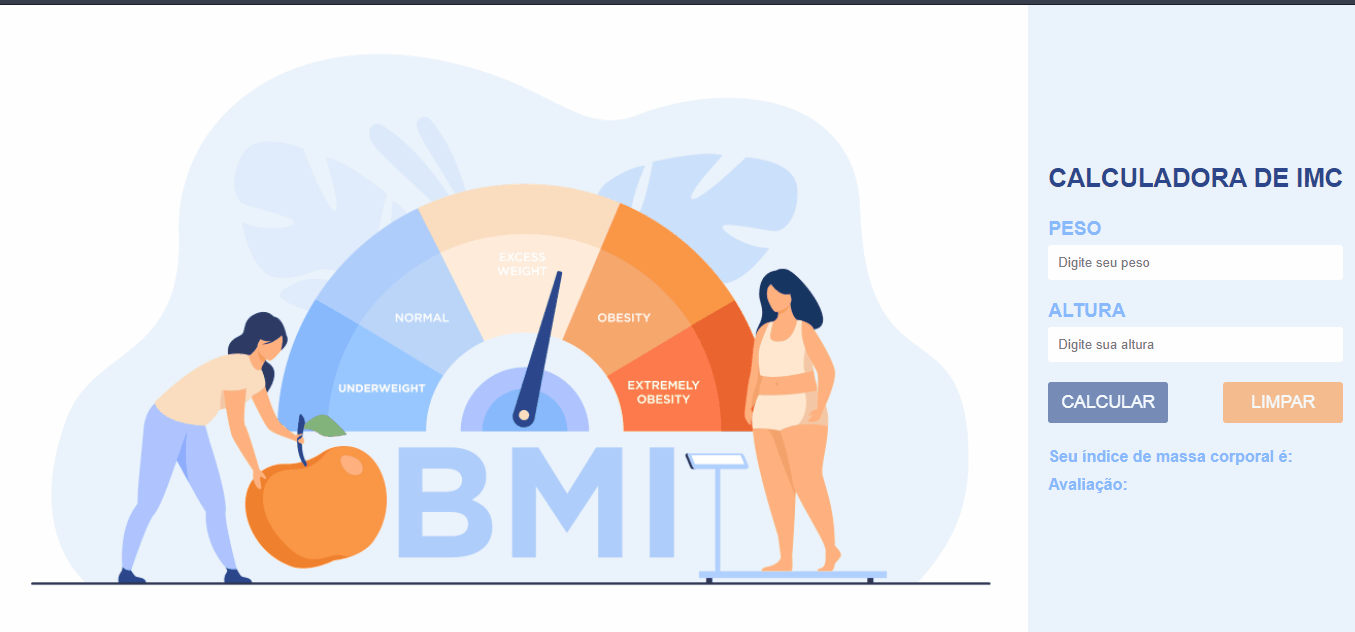 EXCESS
WEIGHT
NORMAL
OBESITY
UNDERWEIGHT
EXTREMELY
OBESITY
BMI
CALCULADORA DE IMC
PESO
Digite seu peso
ALTURA
Digite sua altura
CALCULAR
LIMPAR
Seu índice de massa corporal é:
Avaliação: